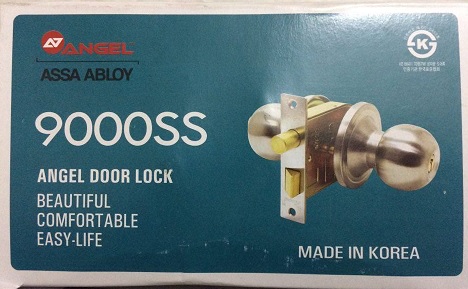 ANGEL
ASSA ABLOY
9000SS
ANGEL DOOR LOCK
BEAUTIFUL
COMFORTABLE
EASY-LIFE
MADE IN KOREA